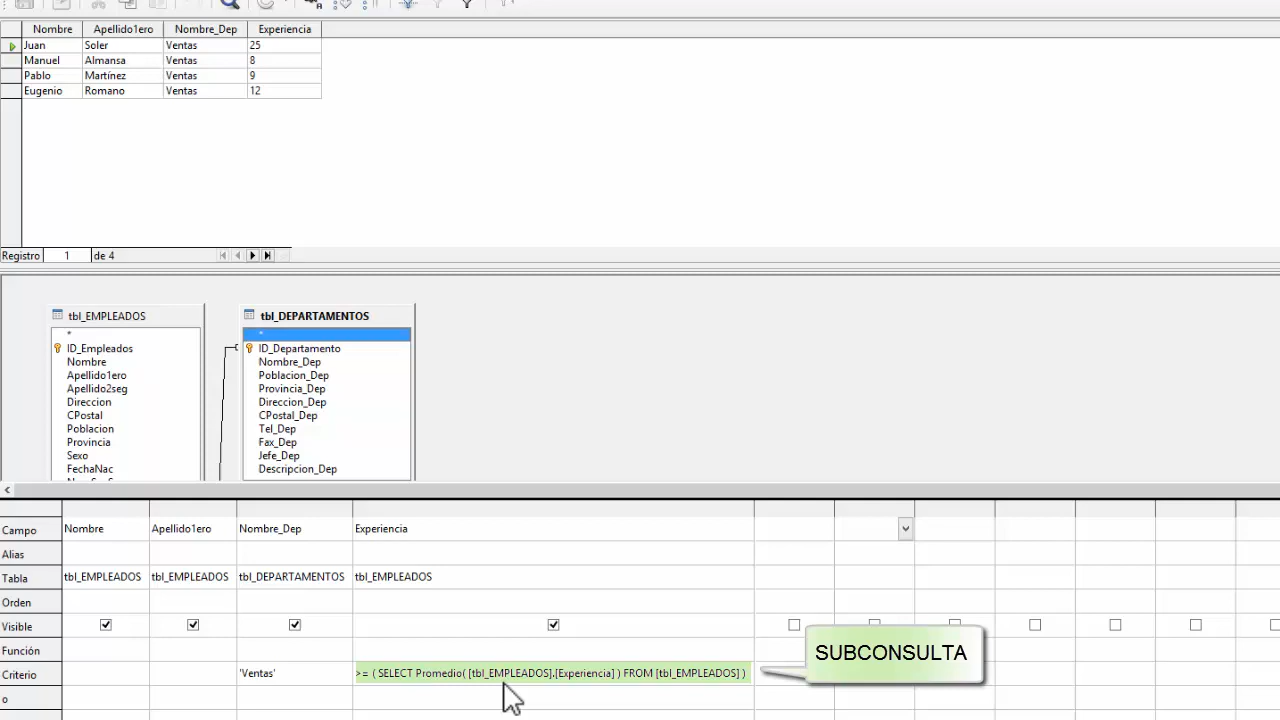 Nombre Apellido1ero Nombre_Dep Experiencia
Juan Soler Ventas 25
Manuel Almansa Ventas 8
Pablo Martínez Ventas 9
Eugenio Romano Ventas 12
Registro 1 de 4
tbl_EMPLEADOS
*
ID_Empleados
Nombre
Apellido1ero
Apellido2seg
Direccion
CPostal
Poblacion
Provincia
Sexo
FechaNac
tbl_DEPARTAMENTOS
*
ID_Departamento
Nombre_Dep
Poblacion_Dep
Provincia_Dep
Direccion_Dep
CPostal_Dep
Tel_Dep
Fax_Dep
Jefe_Dep
Descripcion_Dep
Campo Nombre Apellido1ero Nombre_Dep Experiencia
Alias
Tabla tbl_EMPLEADOS tbl_EMPLEADOS tbl_DEPARTAMENTOS tbl_EMPLEADOS
Orden
Visible
Función
Criterio 'Ventas' >= ( SELECT Promedio( [tbl_EMPLEADOS].[Experiencia] ) FROM [tbl_EMPLEADOS] )
o
SUBCONSULTA